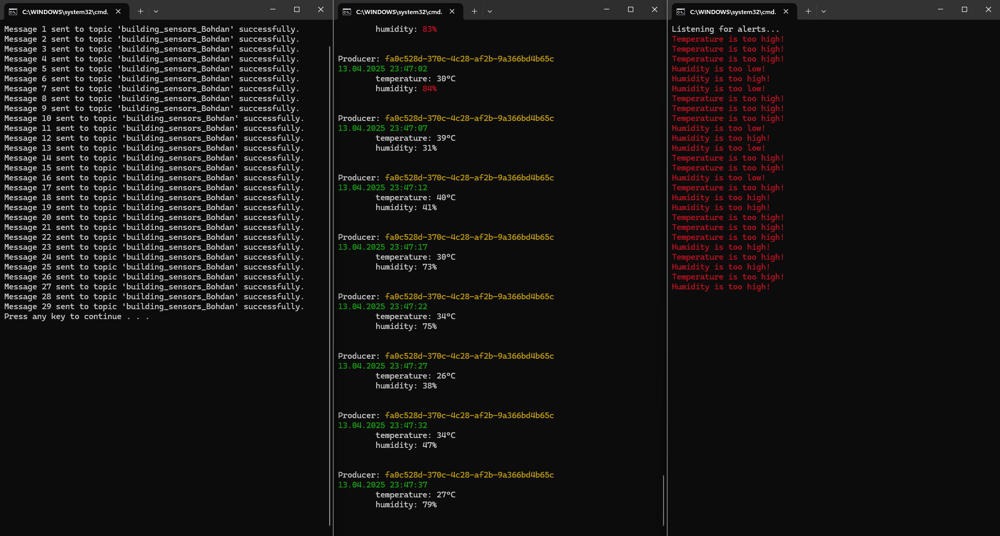 C:\WINDOWS\system32\cmd.
Message 1 sent to topic 'building_sensors_Bohdan' successfully.
Message 2 sent to topic 'building_sensors_Bohdan' successfully.
Message 3 sent to topic 'building_sensors_Bohdan' successfully.
Message 4 sent to topic 'building_sensors_Bohdan' successfully.
Message 5 sent to topic 'building_sensors_Bohdan' successfully.
Message 6 sent to topic 'building_sensors_Bohdan' successfully.
Message 7 sent to topic 'building_sensors_Bohdan' successfully.
Message 8 sent to topic 'building_sensors_Bohdan' successfully.
Message 9 sent to topic 'building_sensors_Bohdan' successfully.
Message 10 sent to topic 'building_sensors_Bohdan' successfully.
Message 11 sent to topic 'building_sensors_Bohdan' successfully.
Message 12 sent to topic 'building_sensors_Bohdan' successfully.
Message 13 sent to topic 'building_sensors_Bohdan' successfully.
Message 14 sent to topic 'building_sensors_Bohdan' successfully.
Message 15 sent to topic 'building_sensors_Bohdan' successfully.
Message 16 sent to topic 'building_sensors_Bohdan' successfully.
Message 17 sent to topic 'building_sensors_Bohdan' successfully.
Message 18 sent to topic 'building_sensors_Bohdan' successfully.
Message 19 sent to topic 'building_sensors_Bohdan' successfully.
Message 20 sent to topic 'building_sensors_Bohdan' successfully.
Message 21 sent to topic 'building_sensors_Bohdan' successfully.
Message 22 sent to topic 'building_sensors_Bohdan' successfully.
Message 23 sent to topic 'building_sensors_Bohdan' successfully.
Message 24 sent to topic 'building_sensors_Bohdan' successfully.
Message 25 sent to topic 'building_sensors_Bohdan' successfully.
Message 26 sent to topic 'building_sensors_Bohdan' successfully.
Message 27 sent to topic 'building_sensors_Bohdan' successfully.
Message 28 sent to topic 'building_sensors_Bohdan' successfully.
Message 29 sent to topic 'building_sensors_Bohdan' successfully.
Press any key to continue . . .
C:\WINDOWS\system32\cmd.
humidity: 83%
Producer: fa0c528d-370c-4c28-af2b-9a366bd4b65c
13.04.2025 23:47:02
temperature: 30°C
humidity: 84%
Producer: fa0c528d-370c-4c28-af2b-9a366bd4b65c
13.04.2025 23:47:07
temperature: 39°C
humidity: 31%
Producer: fa0c528d-370c-4c28-af2b-9a366bd4b65c
13.04.2025 23:47:12
temperature: 40°C
humidity: 41%
Producer: fa0c528d-370c-4c28-af2b-9a366bd4b65c
13.04.2025 23:47:17
temperature: 30°C
humidity: 73%
Producer: fa0c528d-370c-4c28-af2b-9a366bd4b65c
13.04.2025 23:47:22
temperature: 34°C
humidity: 75%
Producer: fa0c528d-370c-4c28-af2b-9a366bd4b65c
13.04.2025 23:47:27
temperature: 26°C
humidity: 38%
Producer: fa0c528d-370c-4c28-af2b-9a366bd4b65c
13.04.2025 23:47:32
temperature: 34°C
humidity: 47%
Producer: fa0c528d-370c-4c28-af2b-9a366bd4b65c
13.04.2025 23:47:37
temperature: 27°C
humidity: 79%
C:\WINDOWS\system32\cmd.
Listening for alerts...
Temperature is too high!
Temperature is too high!
Temperature is too high!
Humidity is too low!
Humidity is too high!
Humidity is too low!
Temperature is too high!
Temperature is too high!
Temperature is too high!
Humidity is too low!
Humidity is too high!
Humidity is too low!
Temperature is too high!
Temperature is too high!
Humidity is too low!
Temperature is too high!
Humidity is too high!
Humidity is too high!
Temperature is too high!
Temperature is too high!
Temperature is too high!
Humidity is too high!
Temperature is too high!
Humidity is too high!
Temperature is too high!
Humidity is too high!